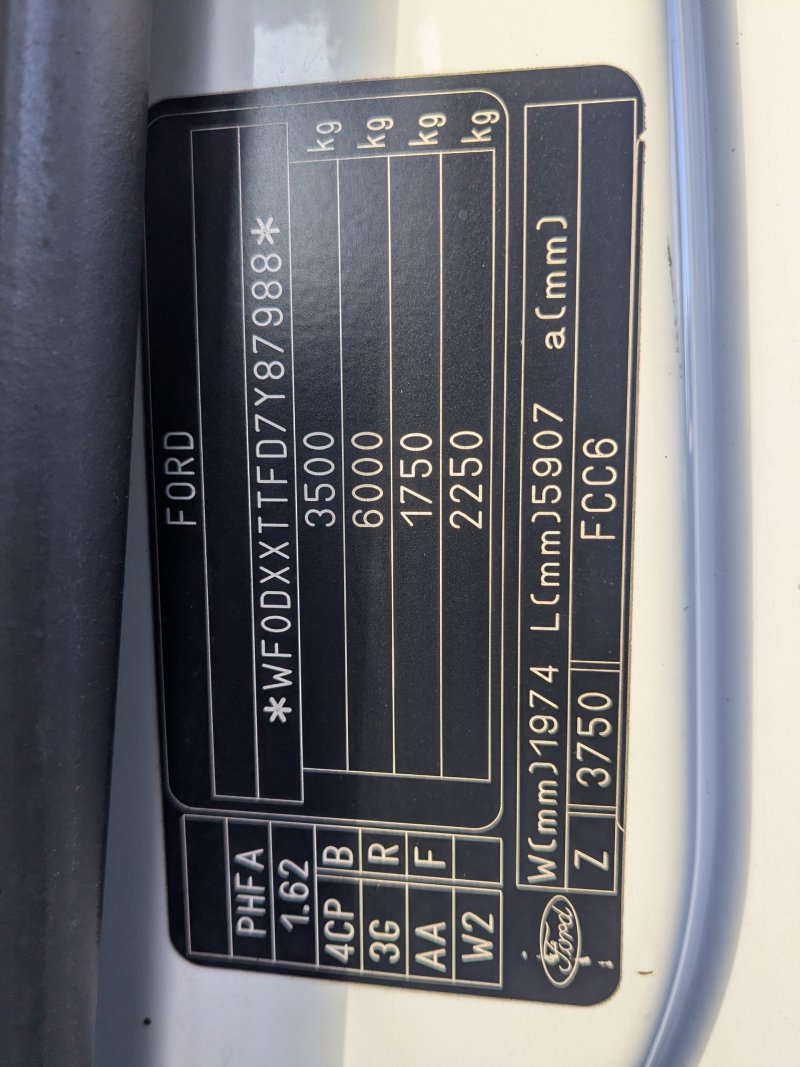 FORD
*WF0DXXTTFD7Y87988*
3500 kg
6000 kg
1750 kg
2250 kg
PHFA
1.62
4CP B
3G R
AA F
W2
W(mm)1974 L(mm)5907 a(mm)
Z 3750 FCC6
Ford